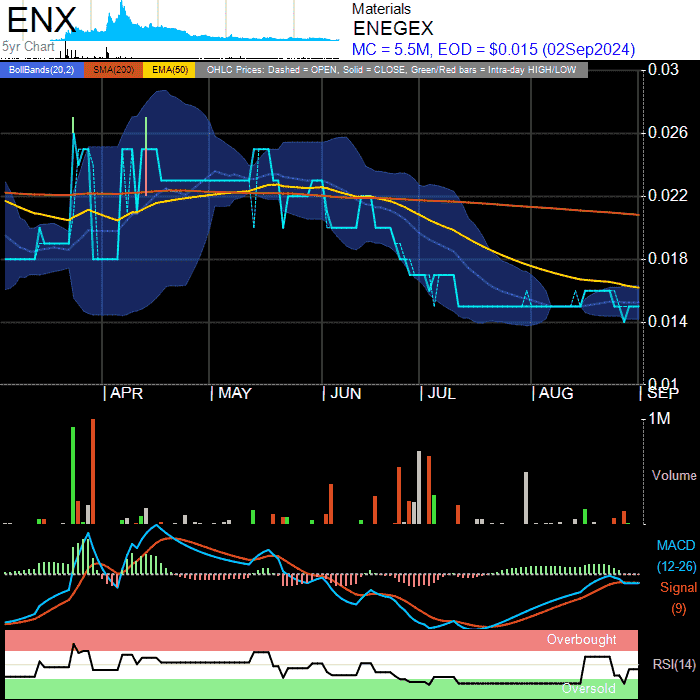 ENX
Materials
ENEGEX
5yr Chart
MC = 5.5M, EOD = $0.015 (02Sep2024)
BollBands(20,2) SMA(200) EMA(50) OHLC Prices: Dashed = OPEN, Solid = CLOSE, Green/Red bars = Intra-day HIGH/LOW
0.03
0.026
0.022
0.018
0.014
0.01
APR MAY JUN JUL AUG SEP
1M
Volume
MACD
(12-26)
Signal
(9)
Overbought
RSI(14)
Oversold